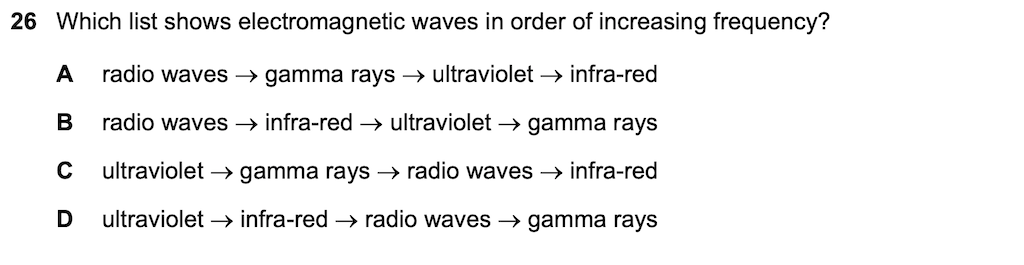 26 Which list shows electromagnetic waves in order of increasing frequency?
A radio waves → gamma rays → ultraviolet → infra-red
B radio waves → infra-red → ultraviolet → gamma rays
C ultraviolet → gamma rays → radio waves → infra-red
D ultraviolet → infra-red → radio waves → gamma rays